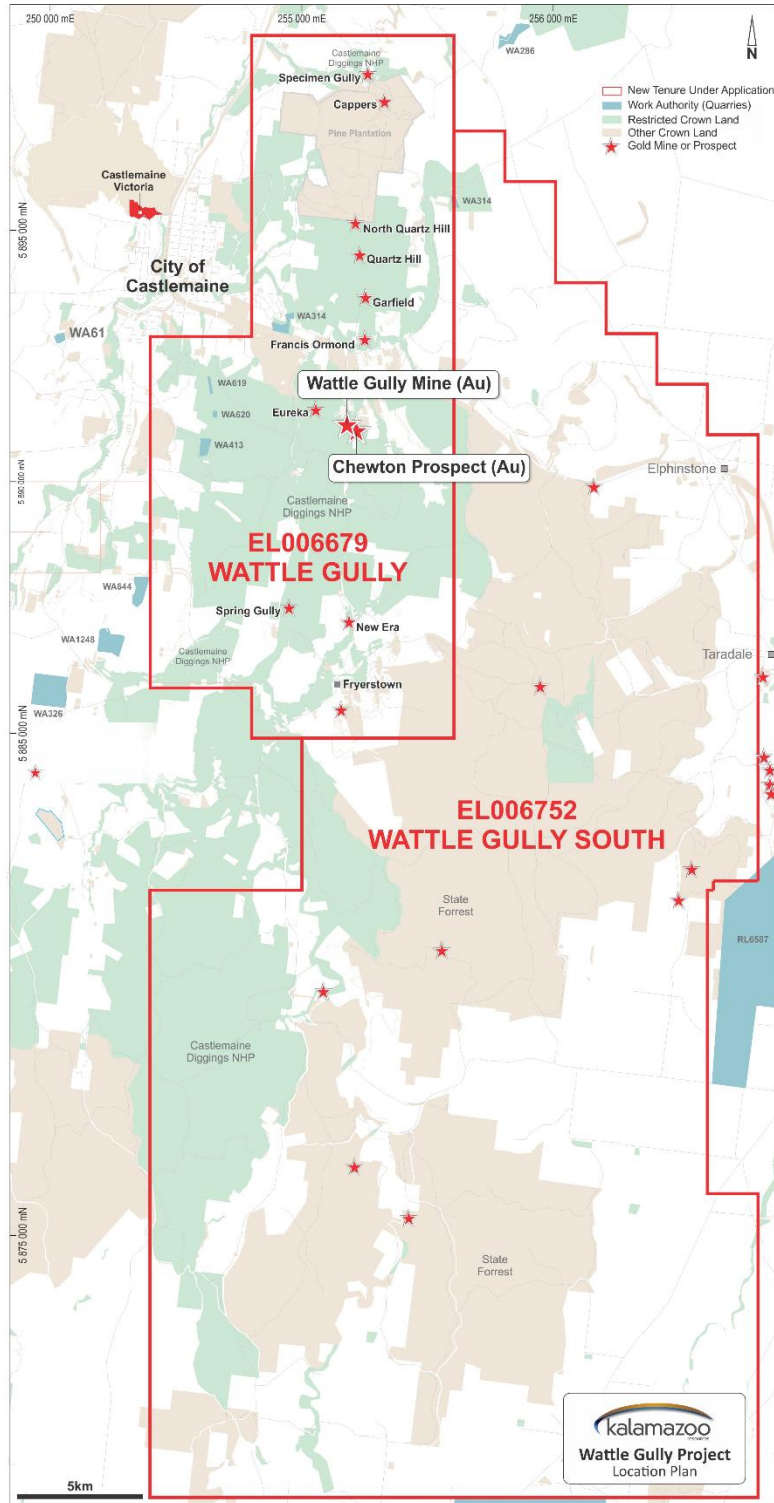 250 000 mE
255 000 mE
256 000 mE
WA286
N
Castlemaine
Diggings NHP
Specimen Gully
Cappers
Pine Plantation
New Tenure Under Application
Work Authority (Quarries)
Restricted Crown Land
Other Crown Land
Gold Mine or Prospect
Castlemaine
Victoria
WA314
5 895 000 mN
North Quartz Hill
City of
Castlemaine
Quartz Hill
Garfield
WA314
WA61
Francis Ormond
WA619
Wattle Gully Mine (Au)
Eureka
WA620
WA413
Chewton Prospect (Au)
Elphinstone
5 890 000 mN
Castlemaine
Diggings NHP
EL006679
WATTLE GULLY
WA644
Spring Gully
New Era
WA1248
Castlemaine
Diggings NHP
Taradale
Fryerstown
WA326
5 885 000 mN
EL006752
WATTLE GULLY SOUTH
State
Forrest
RL6587
Castlemaine
Diggings NHP
5 875 000 mN
State
Forrest
kalamazoo
resources
Wattle Gully Project
Location Plan
5km